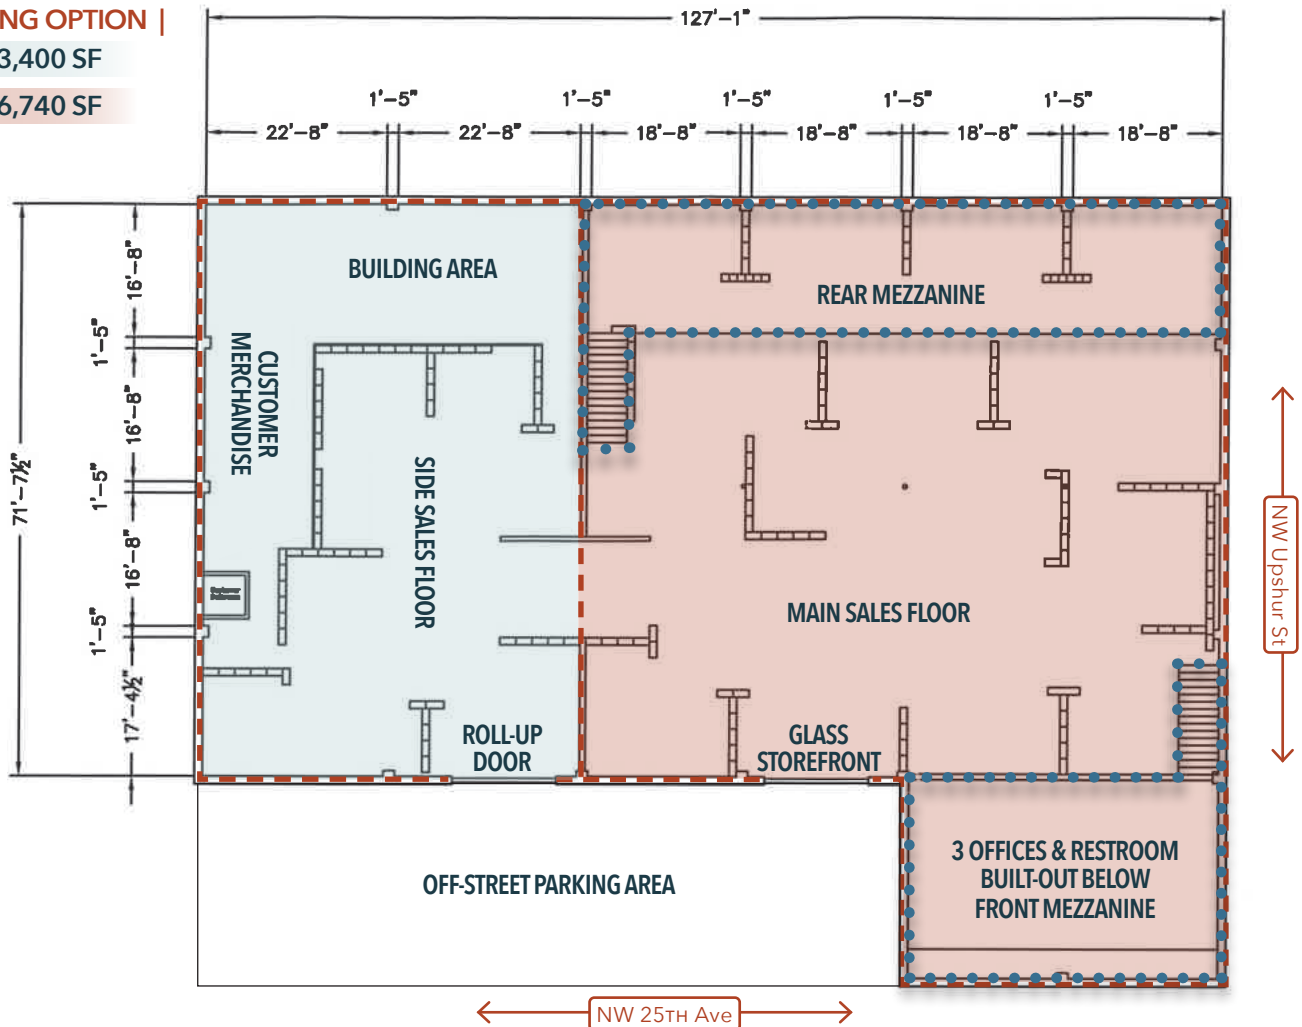 NG OPTION |
3,400 SF
6,740 SF
127'-1"
1'-5" 1'-5" 1'-5" 1'-5" 1'-5"
22'-8" 22'-8" 18'-8" 18'-8" 18'-8" 18'-8"
71'-7½"
16'-8"
1'-5"
16'-8"
1'-5"
16'-8"
1'-5"
17'-4½"
BUILDING AREA
REAR MEZZANINE
CUSTOMER
MERCHANDISE
SIDE SALES FLOOR
MAIN SALES FLOOR
ROLL-UP
DOOR
GLASS
STOREFRONT
OFF-STREET PARKING AREA
3 OFFICES & RESTROOM
BUILT-OUT BELOW
FRONT MEZZANINE
NW Upshur St
NW 25TH Ave